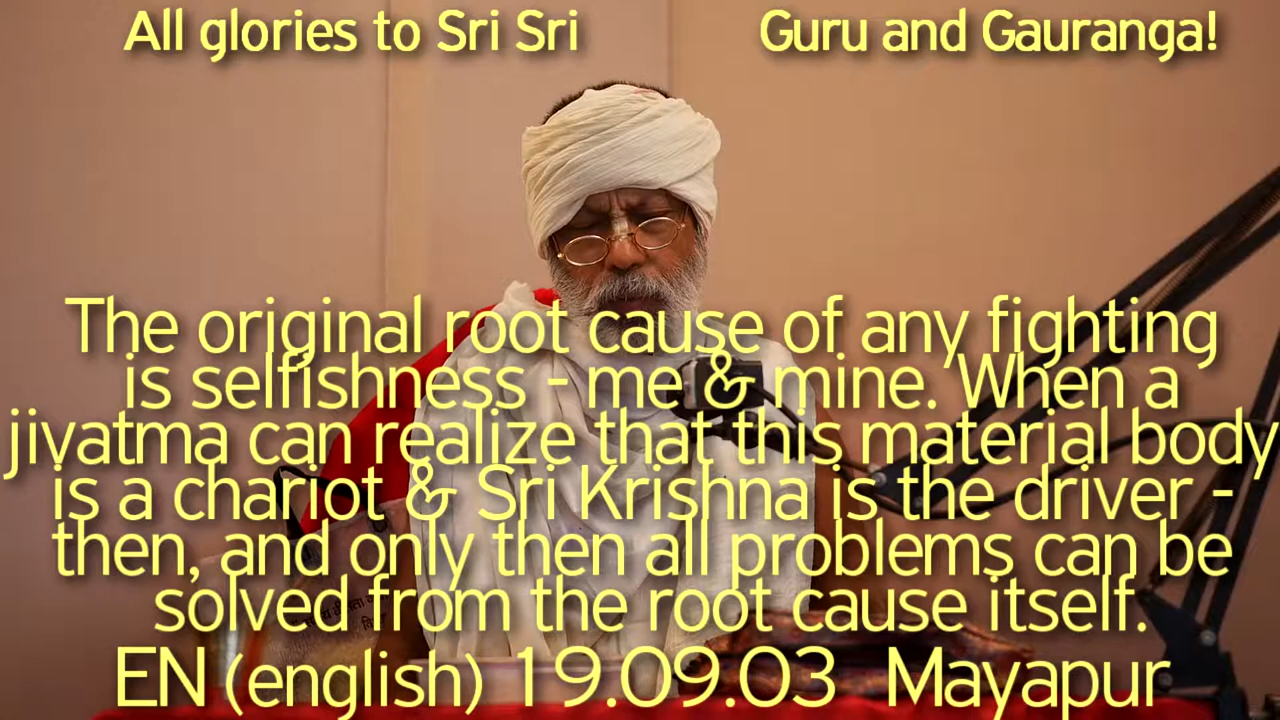 All glories to Sri Sri Guru and Gauranga!
The original root cause of any fighting
is selfishness - me & mine. When a
jivatma can realize that this material body
is a chariot & Sri Krishna is the driver -
then, and only then all problems can be
solved from the root cause itself.
EN (english) 19.09.03 Mayapur